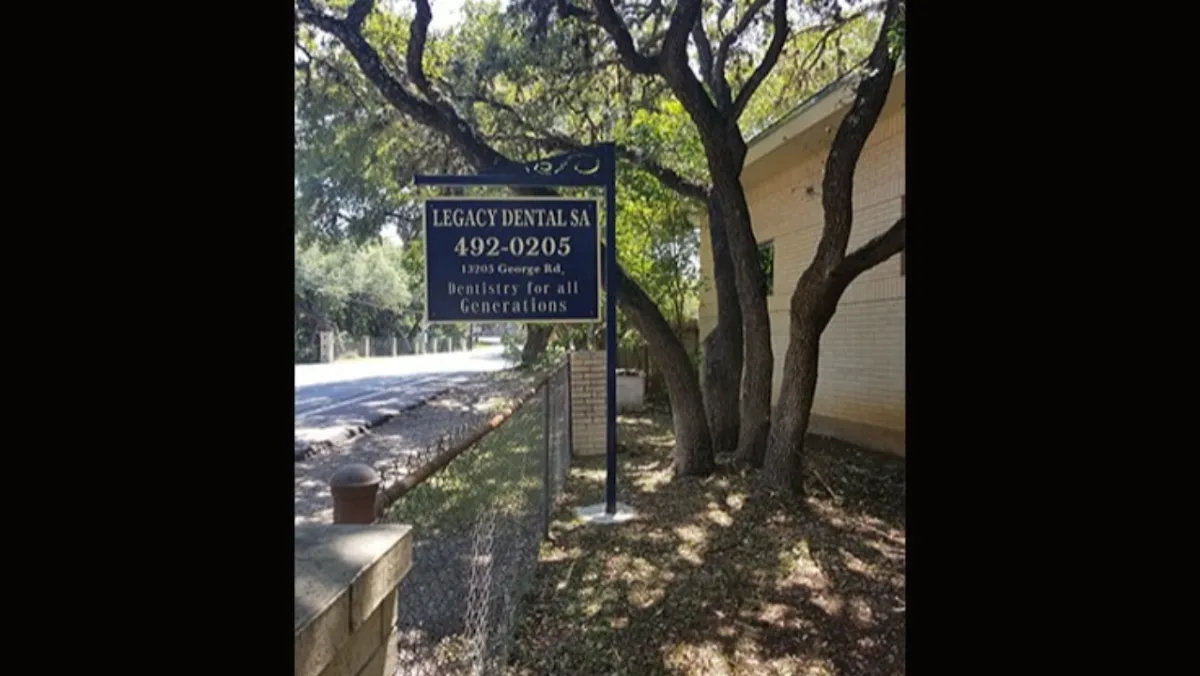 LEGACY DENTAL SA
492-0205
13205 George Rd,
Dentistry for all
Generations